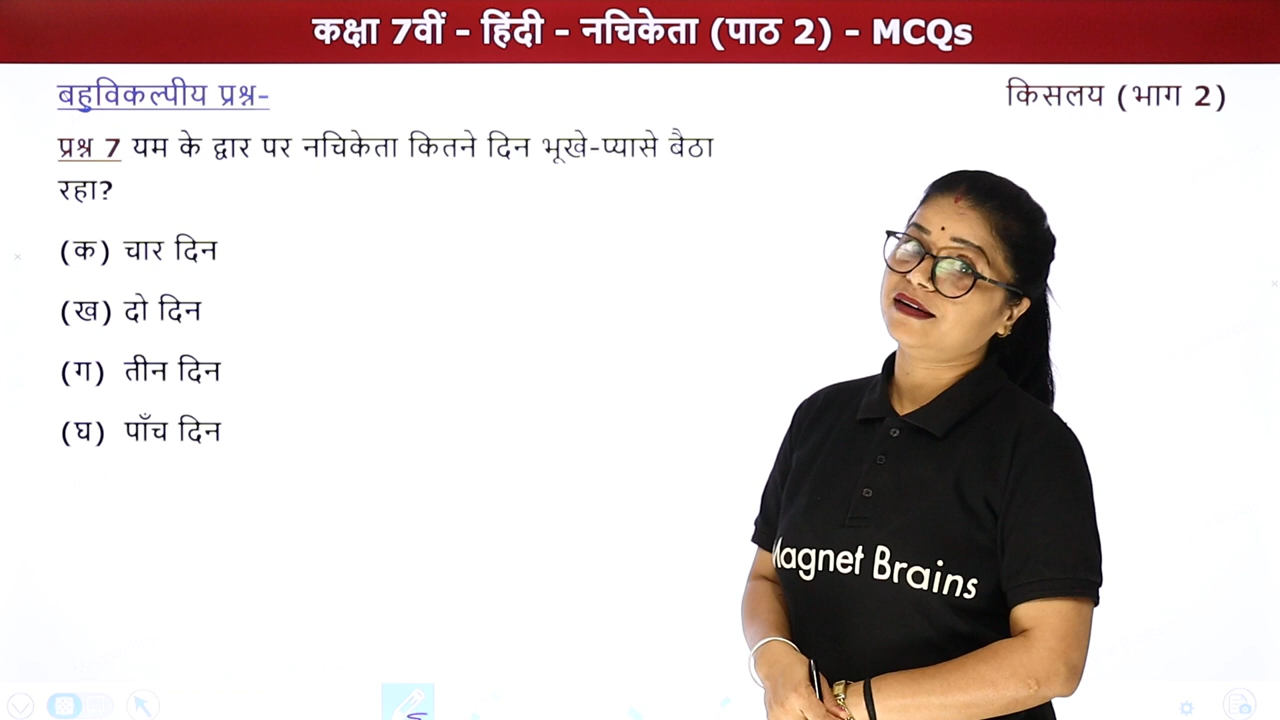 कक्षा 7वीं - हिंदी - नचिकेता (पाठ 2) - MCQs
बहुविकल्पीय प्रश्न-
किसलय (भाग 2)
प्रश्न 7 यम के द्वार पर नचिकेता कितने दिन भूखे-प्यासे बैठा
रहा?
(क) चार दिन
(ख) दो दिन
(ग) तीन दिन
(घ) पाँच दिन
Magnet Brains